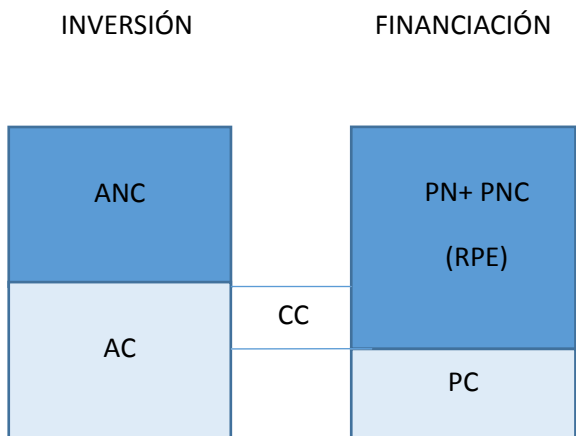 INVERSIÓN
FINANCIACIÓN
ANC
PN+ PNC
(RPE)
CC
AC
PC